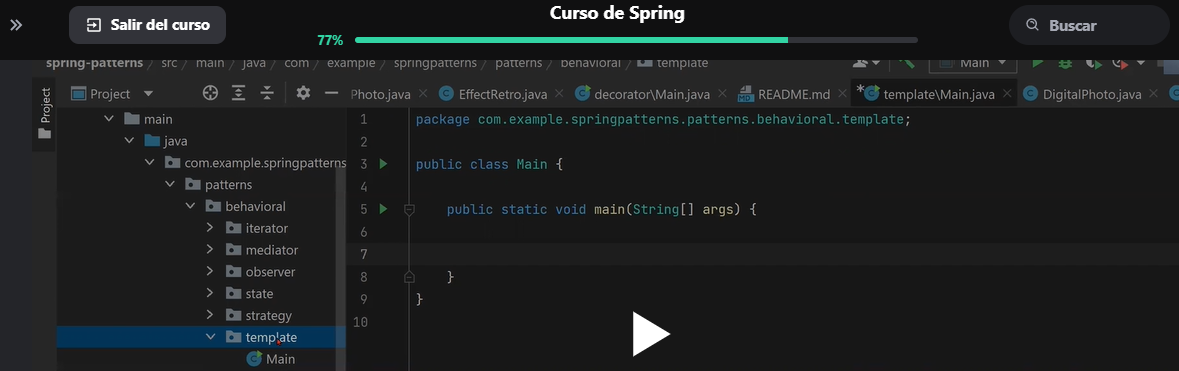 Curso de Spring
Salir del curso
77%
Buscar
spring-patterns / src / main / java / com / example / springpatterns / patterns / behavioral / template
Main
Project
Project
Photo.java
EffectRetro.java
decorator\Main.java
README.md
* template\Main.java
DigitalPhoto.java
main
java
com.example.springpatterns
patterns
behavioral
iterator
mediator
observer
state
strategy
template
Main
1 package com.example.springpatterns.patterns.behavioral.template;
2
3 public class Main {
4
5 public static void main(String[] args) {
6
7
8 }
9 }
10